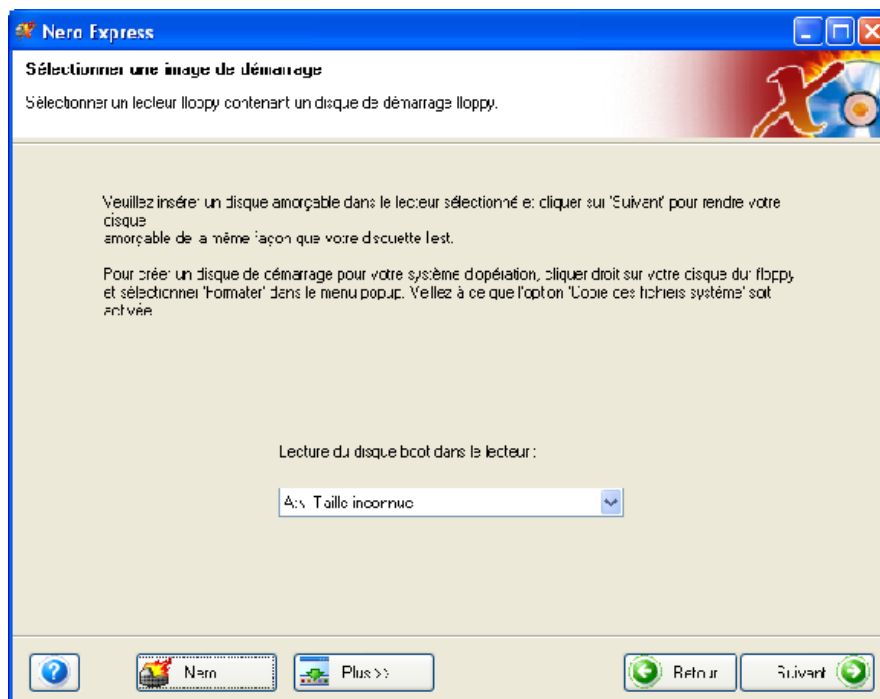 Nero Express
Sélectionner une image de démarrage
Sélectionner un lecteur floppy contenant un disque de démarrage floppy.
Veuillez insérer un disque amorçable dans le lecteur sélectionné et cliquer sur 'Suivant' pour rendre votre
disque
amorçable de la même façon que votre disquette l'est.
Pour créer un disque de démarrage pour votre système d'opération, cliquer droit sur votre disque dur floppy
et sélectionner 'Formater' dans le menu popup. Veillez à ce que l'option 'Copie des fichiers système' soit
activée
Lecture du disque boot dans le lecteur :
A:\ Taille inconnue
Nero
Plus >>
Retour
Suivant